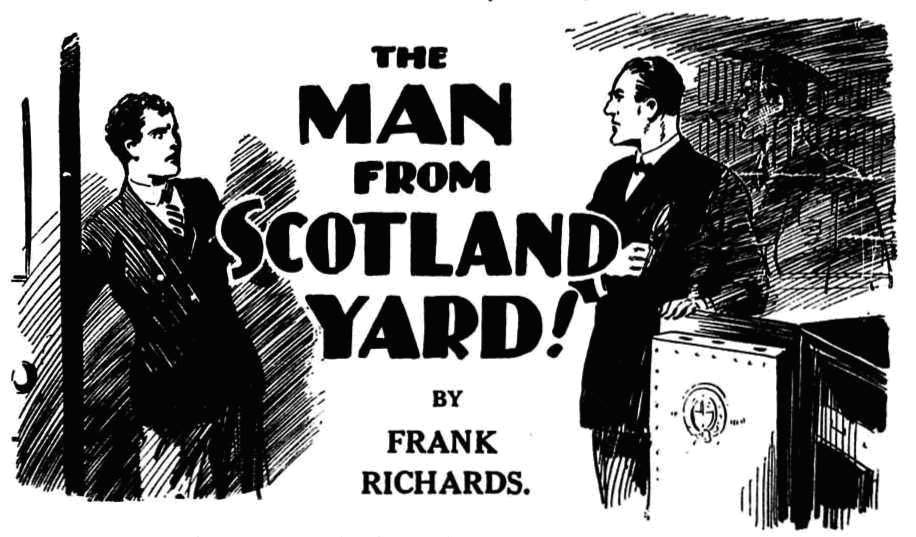 THE
MAN
FROM
SCOTLAND
YARD!
BY
FRANK
RICHARDS.